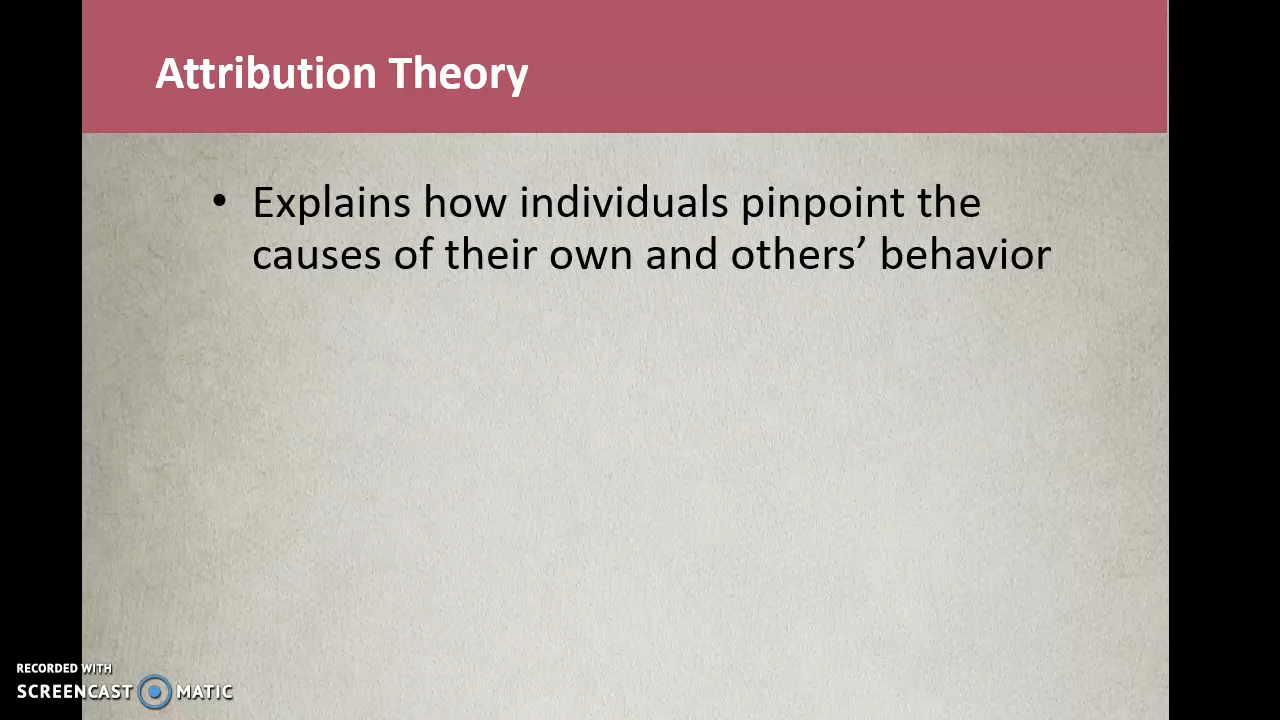 Attribution Theory
• Explains how individuals pinpoint the
causes of their own and others’ behavior
RECORDED WITH
SCREENCAST MATIC